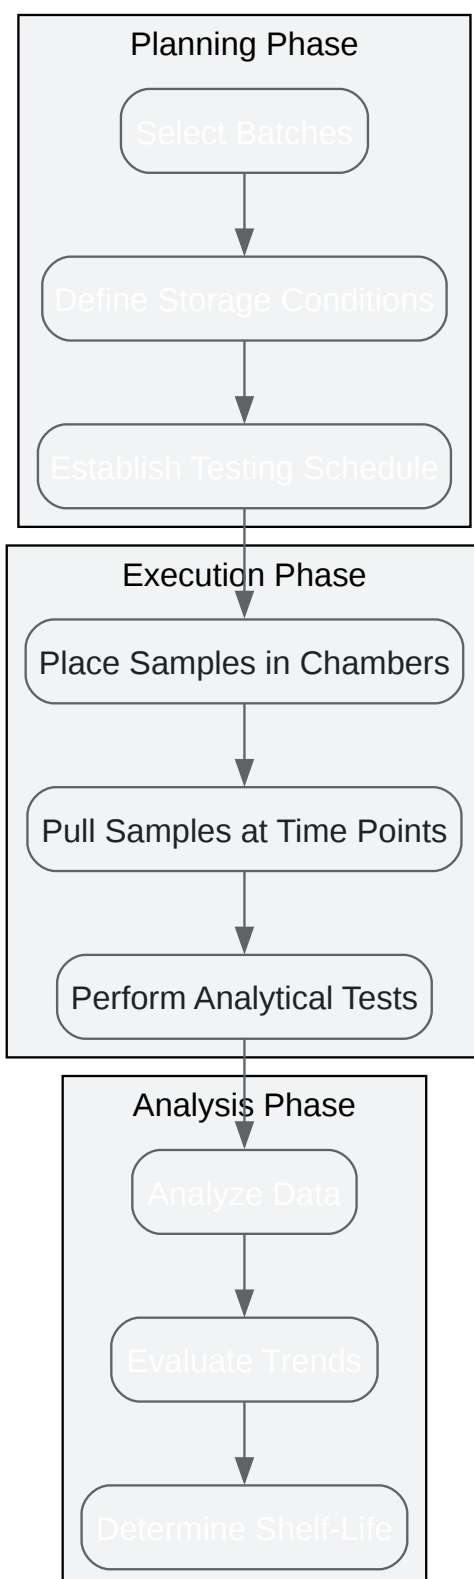 Planning Phase
Select Batches
Define Storage Conditions
Establish Testing Schedule
Execution Phase
Place Samples in Chambers
Pull Samples at Time Points
Perform Analytical Tests
Analysis Phase
Analyze Data
Evaluate Trends
Determine Shelf-Life